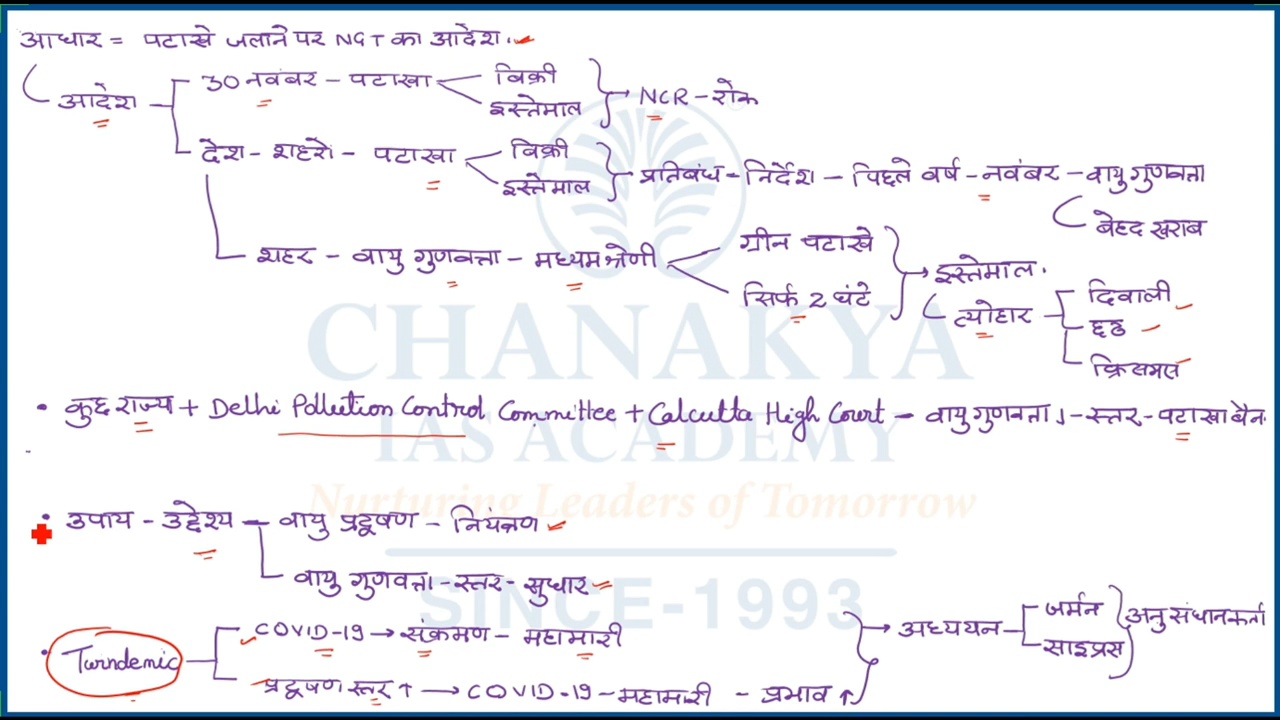 आधार = पटाखे जलाने पर NGT का आदेश.
आदेश
30 नवंबर - पटाखा
बिक्री
इस्तेमाल
NCR - रोक
देश - शहरों - पटाखा
बिक्री
इस्तेमाल
प्रतिबंध - निर्देश - पिछले वर्ष - नवंबर - वायु गुणवत्ता
बेहद खराब
शहर - वायु गुणवत्ता - मध्यम श्रेणी
ग्रीन पटाखे
सिर्फ 2 घंटे
इस्तेमाल.
त्योहार
दिवाली
छठ
क्रिसमस
CHANAKYA
IAS ACADEMY
Nurturing Leaders of Tomorrow
SINCE-1993
• कुछ राज्य + Delhi Pollution Control Committee + Calcutta High Court - वायु गुणवत्ता ↓ - स्तर - पटाखा बैन.
• उपाय - उद्देश्य - वायु प्रदूषण - नियंत्रण
वायु गुणवत्ता - स्तर - सुधार
• Twindemic
COVID-19 → संक्रमण - महामारी
प्रदूषण स्तर ↑ → COVID-19 - महामारी - प्रभाव ↑
→ अध्ययन
जर्मन
साइप्रस
अनुसंधानकर्ता